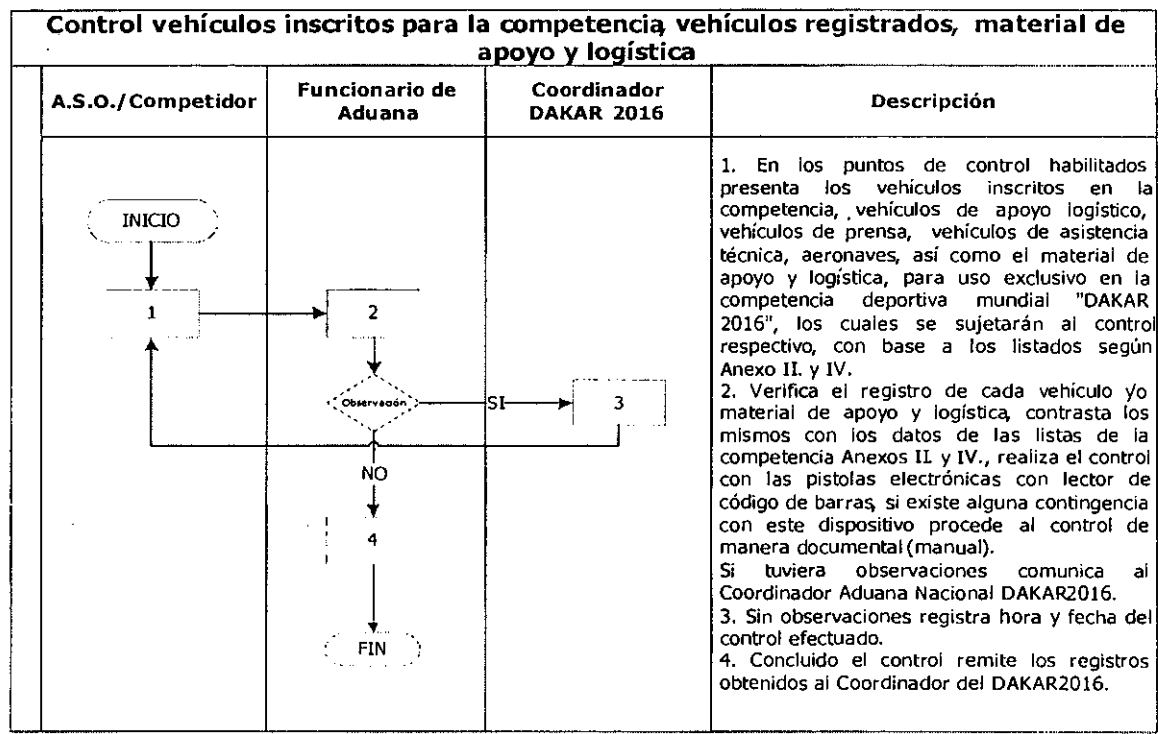 Control vehículos inscritos para la competencia, vehículos registrados, material de
apoyo y logística
A.S.O./Competidor
Funcionario de
Aduana
Coordinador
DAKAR 2016
Descripción
INICIO
1
2
Observación
SI
3
NO
4
FIN
1. En los puntos de control habilitados
presenta los vehículos inscritos en la
competencia, vehículos de apoyo logístico,
vehículos de prensa, vehículos de asistencia
técnica, aeronaves, así como el material de
apoyo y logística, para uso exclusivo en la
competencia deportiva mundial "DAKAR
2016", los cuales se sujetarán al control
respectivo, con base a los listados según
Anexo II. y IV.
2. Verifica el registro de cada vehículo y/o
material de apoyo y logística, contrasta los
mismos con los datos de las listas de la
competencia Anexos II. y IV., realiza el control
con las pistolas electrónicas con lector de
código de barras, si existe alguna contingencia
con este dispositivo procede al control de
manera documental (manual).
Si tuviera observaciones comunica al
Coordinador Aduana Nacional DAKAR2016.
3. Sin observaciones registra hora y fecha del
control efectuado.
4. Concluido el control remite los registros
obtenidos al Coordinador del DAKAR2016.